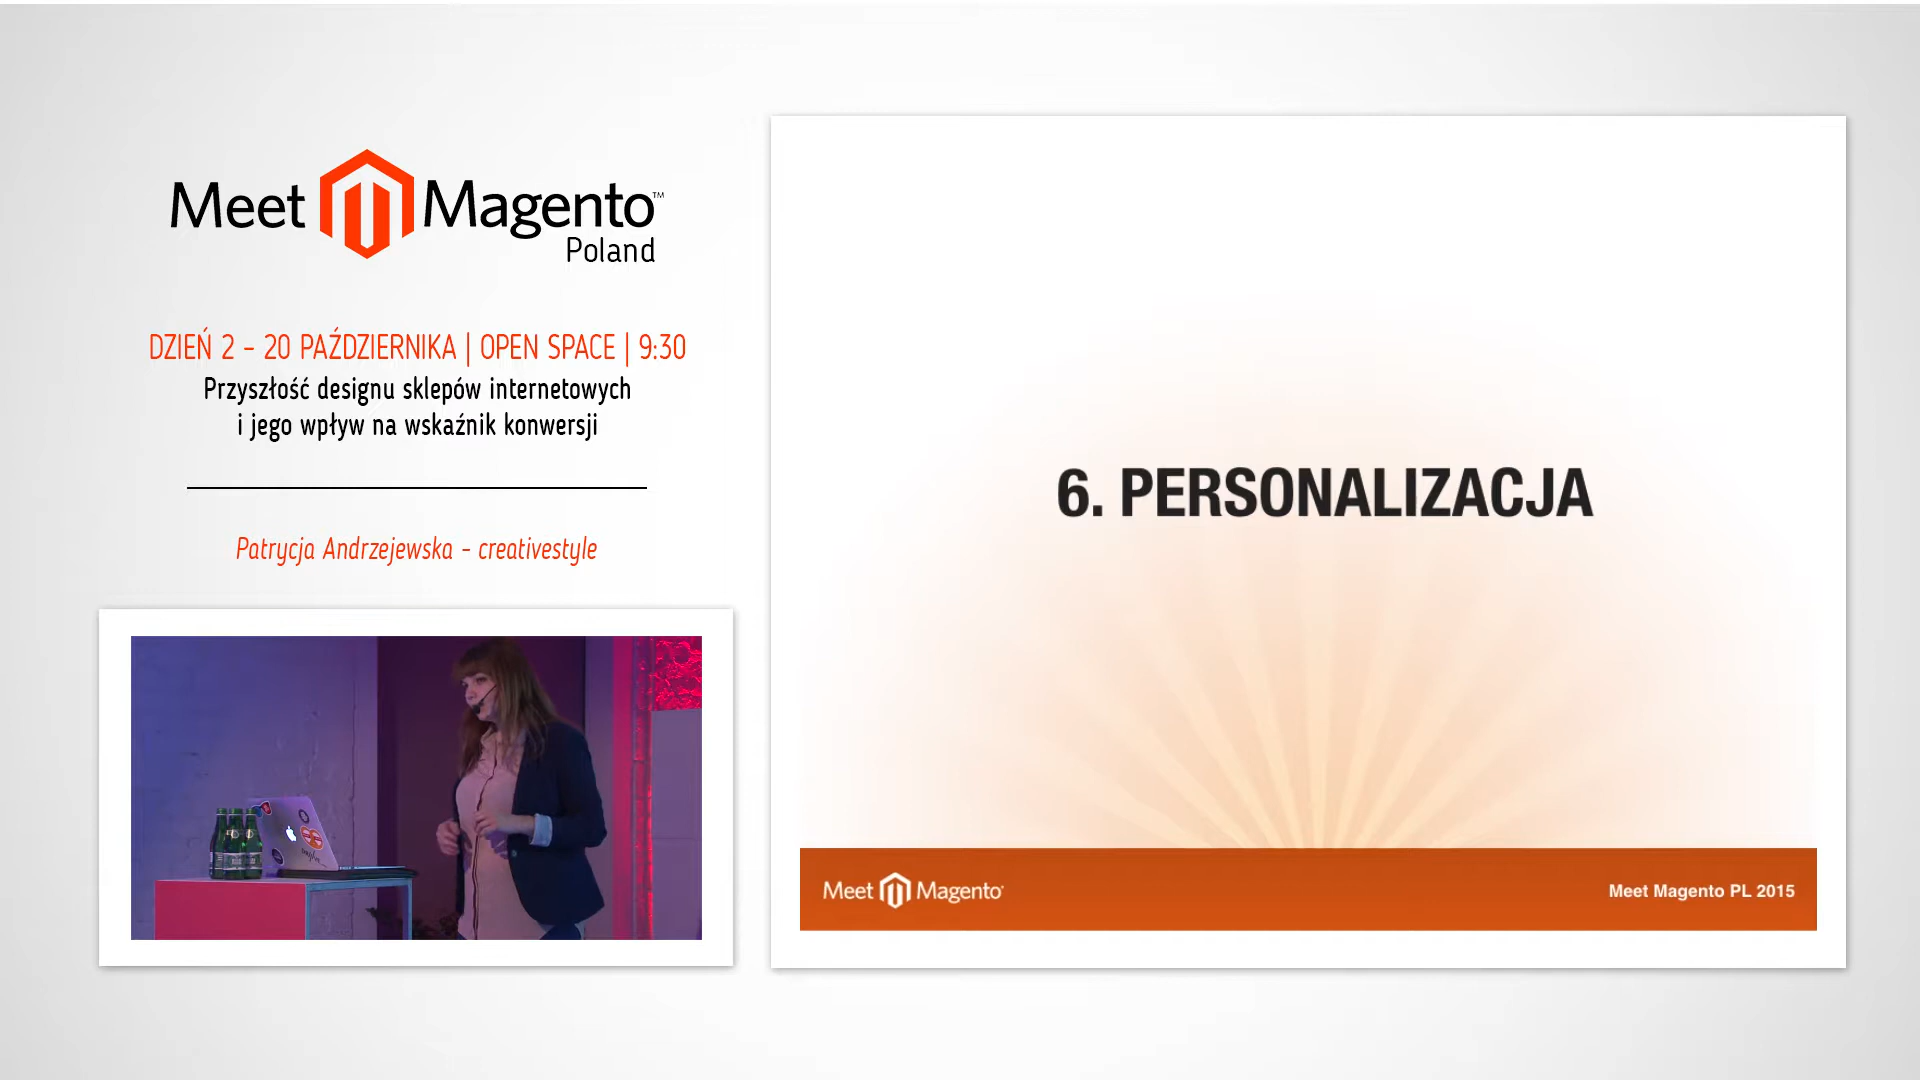 Meet Magento™
Poland
DZIEŃ 2 – 20 PAŹDZIERNIKA | OPEN SPACE | 9:30
Przyszłość designu sklepów internetowych
i jego wpływ na wskaźnik konwersji
Patrycja Andrzejewska - creativestyle
6. PERSONALIZACJA
Meet Magento
Meet Magento PL 2015